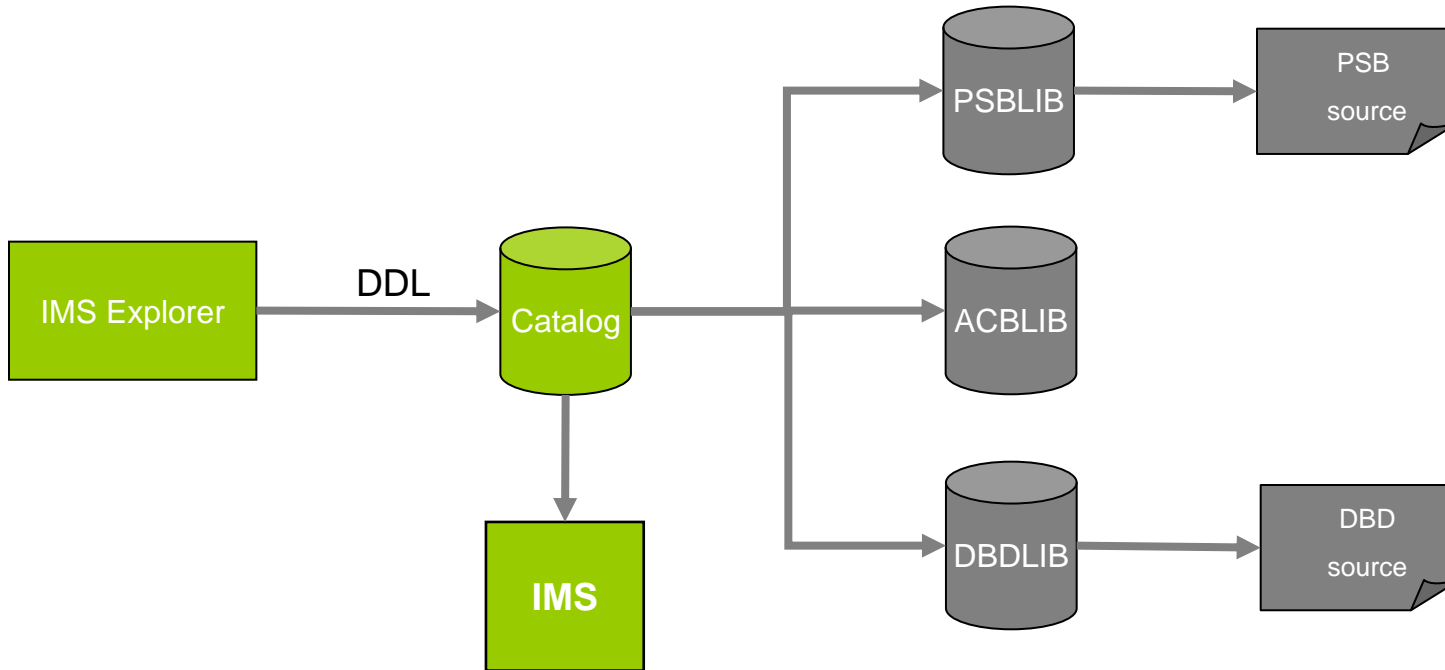 PSB
source
PSBLIB
DDL
IMS Explorer
Catalog
ACBLIB
DBD
source
DBDLIB
IMS